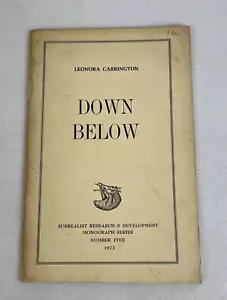 LEONORA CARRINGTON
DOWN
BELOW
SURREALIST RESEARCH & DEVELOPMENT
MONOGRAPH SERIES
NUMBER FIVE
1972